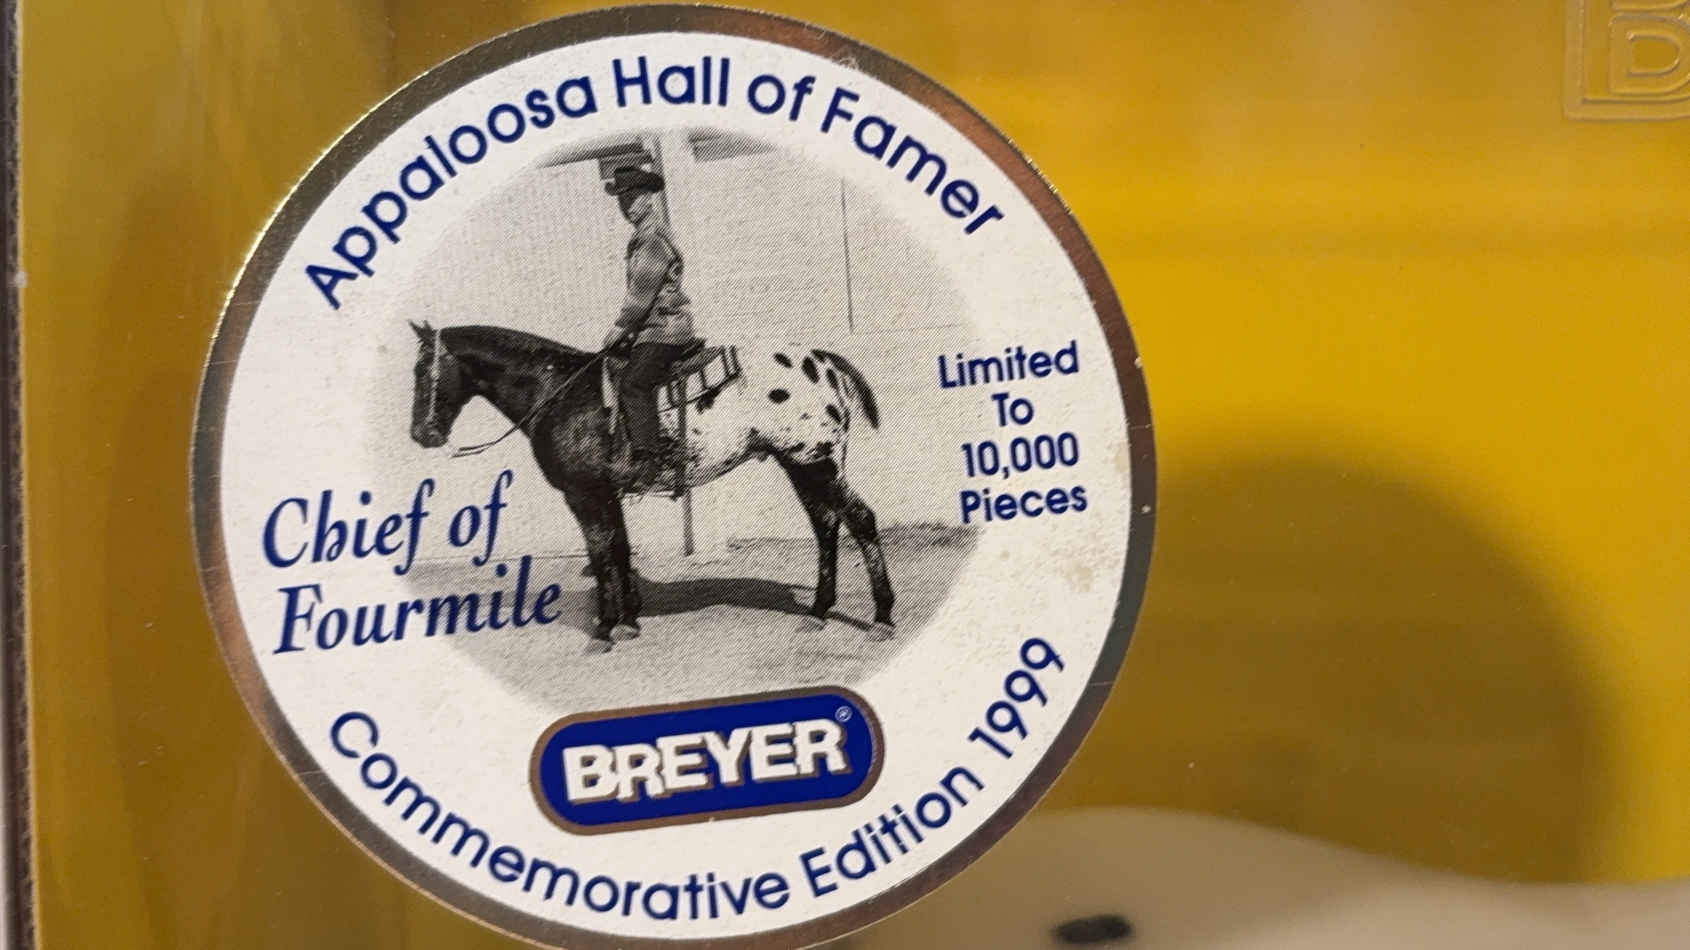 Appaloosa Hall of Famer
Limited
To
10,000
Pieces
Chief of
Fourmile
BREYER®
Commemorative Edition 1999